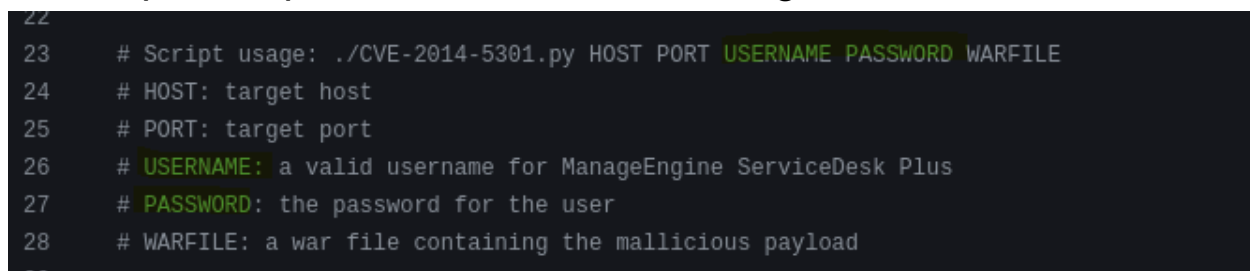 22
23 # Script usage: ./CVE-2014-5301.py HOST PORT USERNAME PASSWORD WARFILE
24 # HOST: target host
25 # PORT: target port
26 # USERNAME: a valid username for ManageEngine ServiceDesk Plus
27 # PASSWORD: the password for the user
28 # WARFILE: a war file containing the mallicious payload